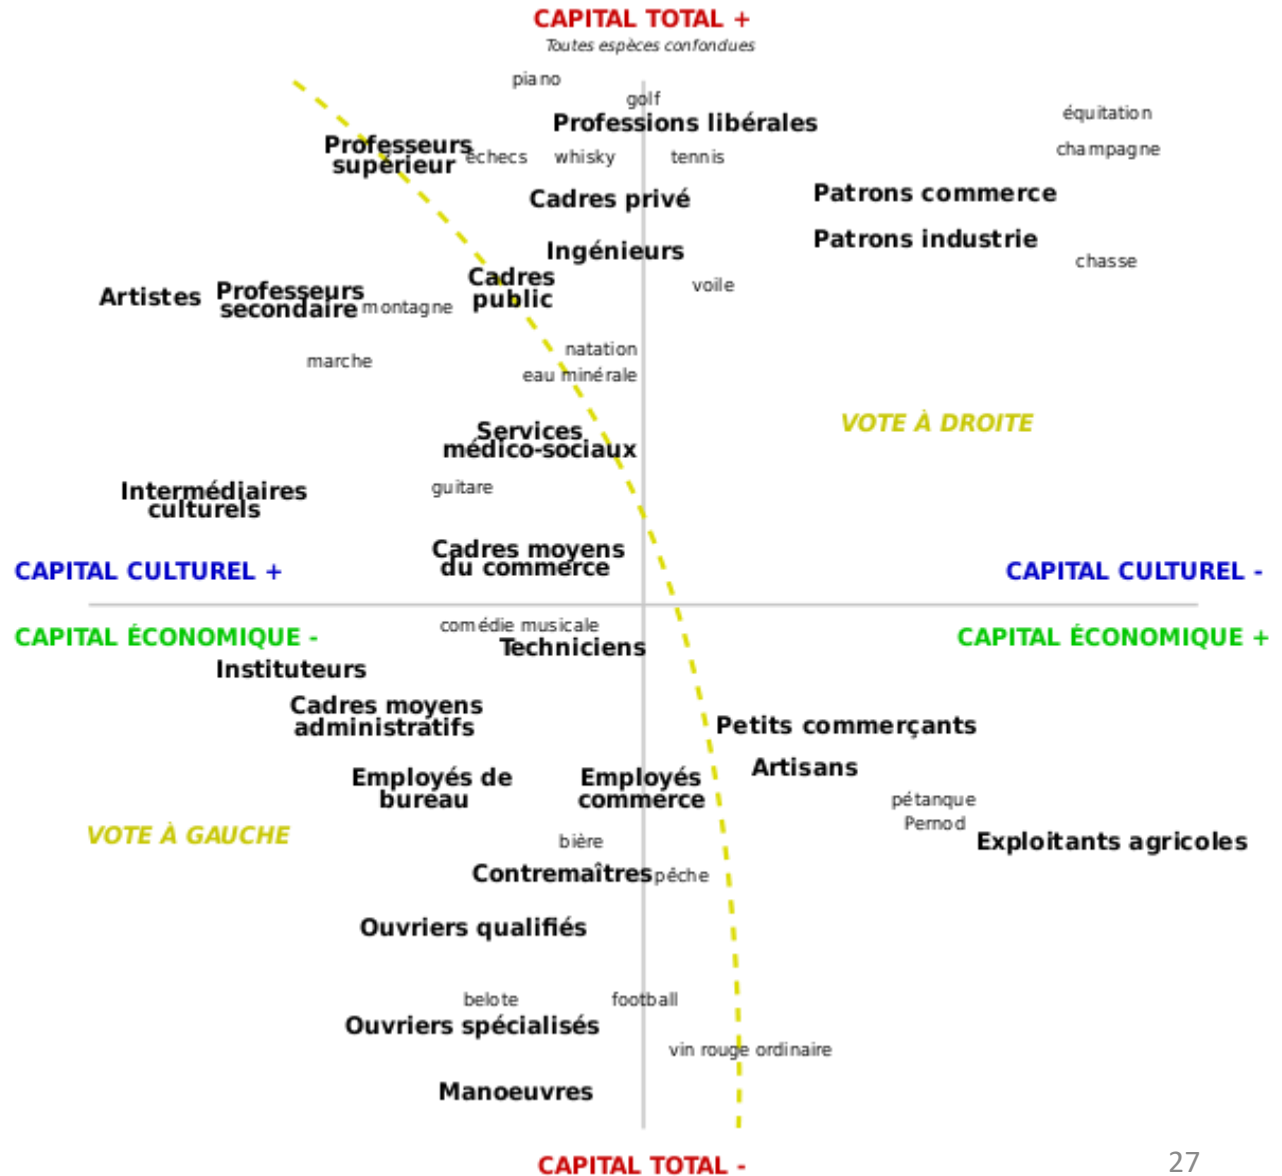 CAPITAL TOTAL +
Toutes espèces confondues
piano
golf
équitation
Professions libérales
Professeurs
supérieur
échecs
whisky
tennis
champagne
Cadres privé
Patrons commerce
Patrons industrie
Ingénieurs
chasse
Cadres
public
voile
Artistes
Professeurs
secondaire
montagne
natation
marche
eau minérale
VOTE À DROITE
Services
médico-sociaux
guitare
Intermédiaires
culturels
Cadres moyens
du commerce
CAPITAL CULTUREL +
CAPITAL CULTUREL -
CAPITAL ÉCONOMIQUE -
CAPITAL ÉCONOMIQUE +
comédie musicale
Techniciens
Instituteurs
Cadres moyens
administratifs
Petits commerçants
Artisans
Employés de
bureau
Employés
commerce
pétanque
Pernod
VOTE À GAUCHE
bière
Exploitants agricoles
Contremaîtres
pêche
Ouvriers qualifiés
belote
football
Ouvriers spécialisés
vin rouge ordinaire
Manoeuvres
CAPITAL TOTAL -
27